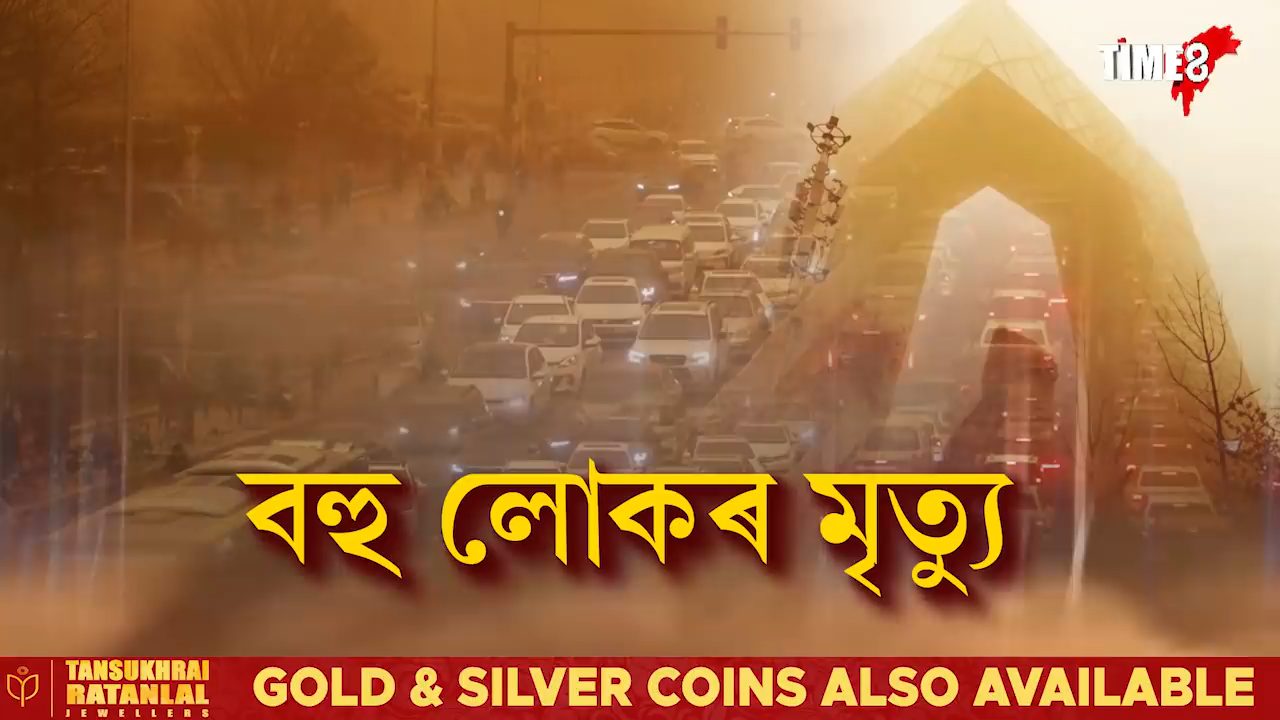 TIME8
বহু লোকৰ মৃত্যু
TANSUKHRAI
RATANLAL
JEWELLERS
GOLD & SILVER COINS ALSO AVAILABLE